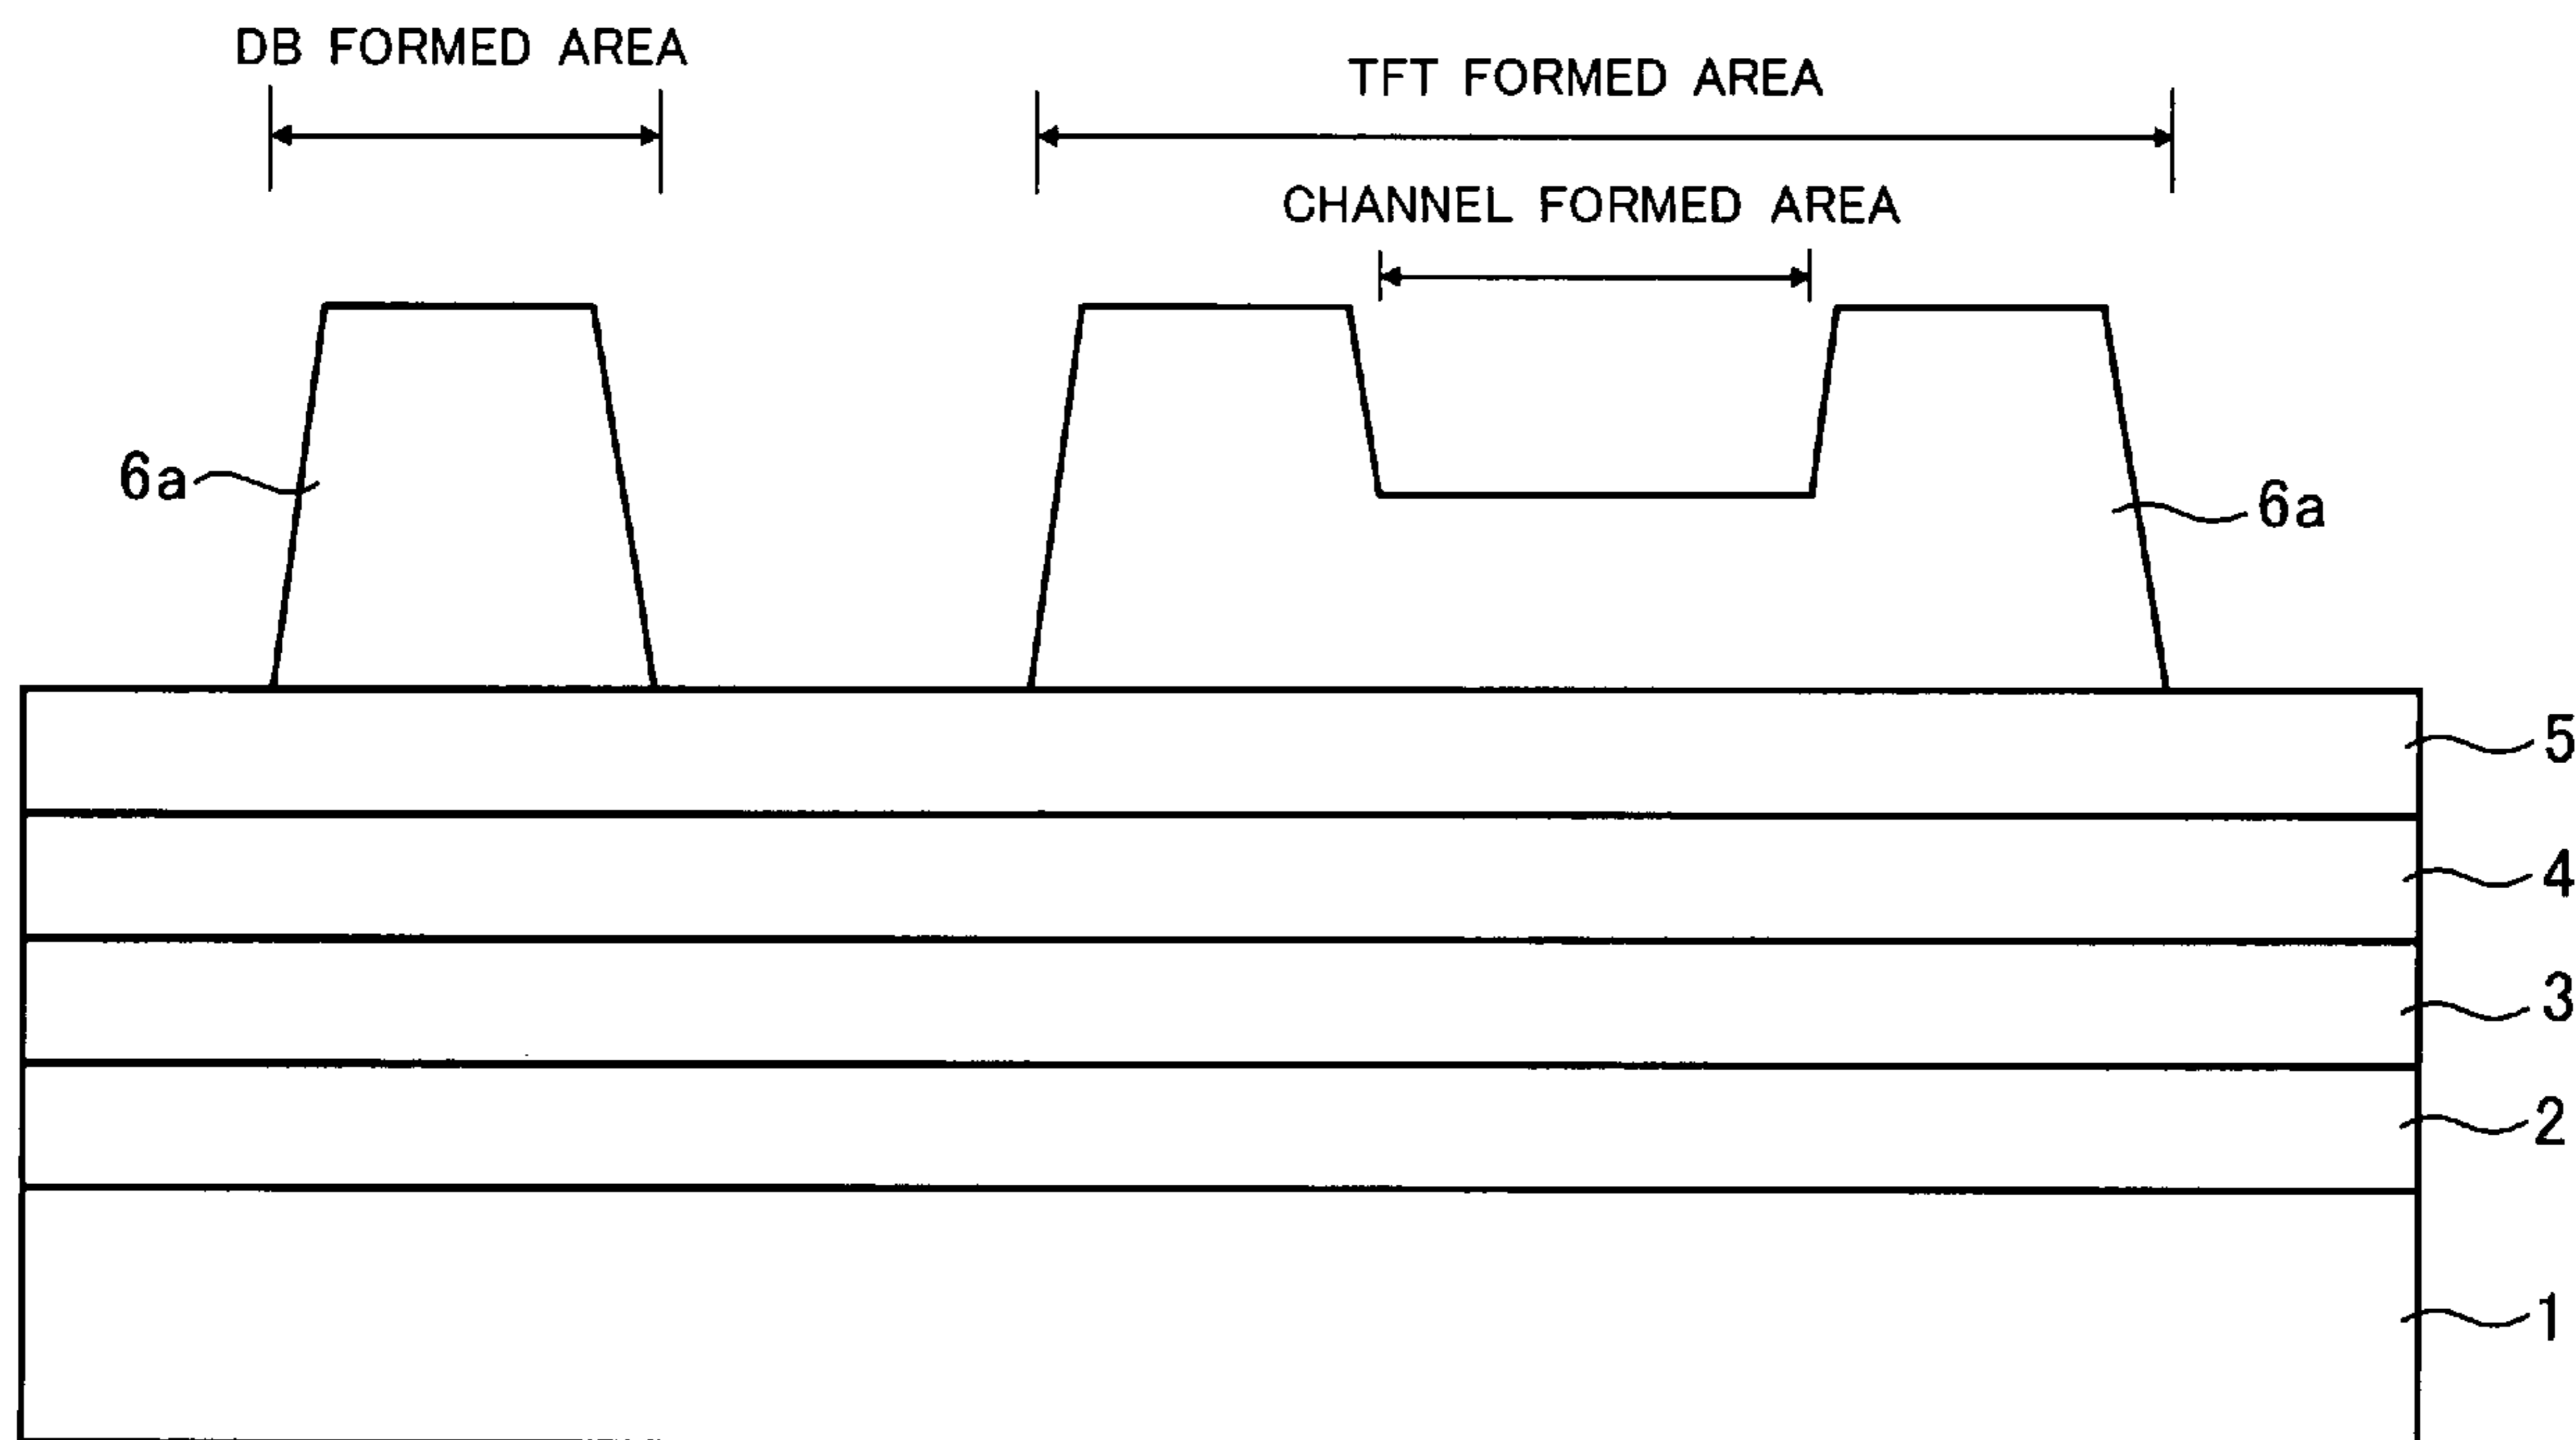 DB FORMED AREA
TFT FORMED AREA
CHANNEL FORMED AREA
6a
6a
5
4
3
2
1